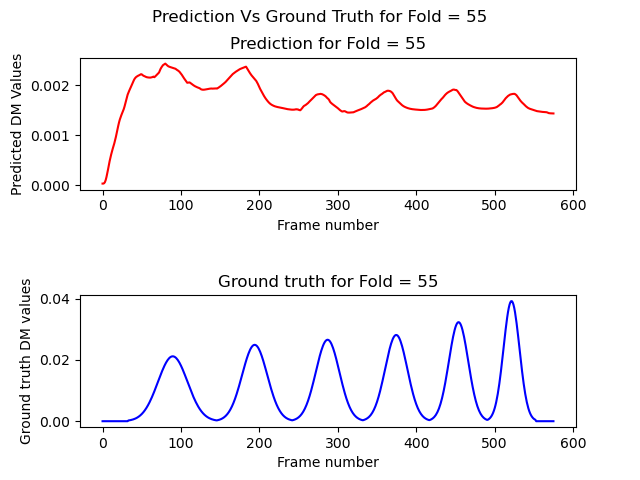 Prediction Vs Ground Truth for Fold = 55
Prediction for Fold = 55
Predicted DM Values
0.002
0.001
0.000
0 100 200 300 400 500 600
Frame number
Ground truth for Fold = 55
Ground truth DM values
0.04
0.02
0.00
0 100 200 300 400 500 600
Frame number